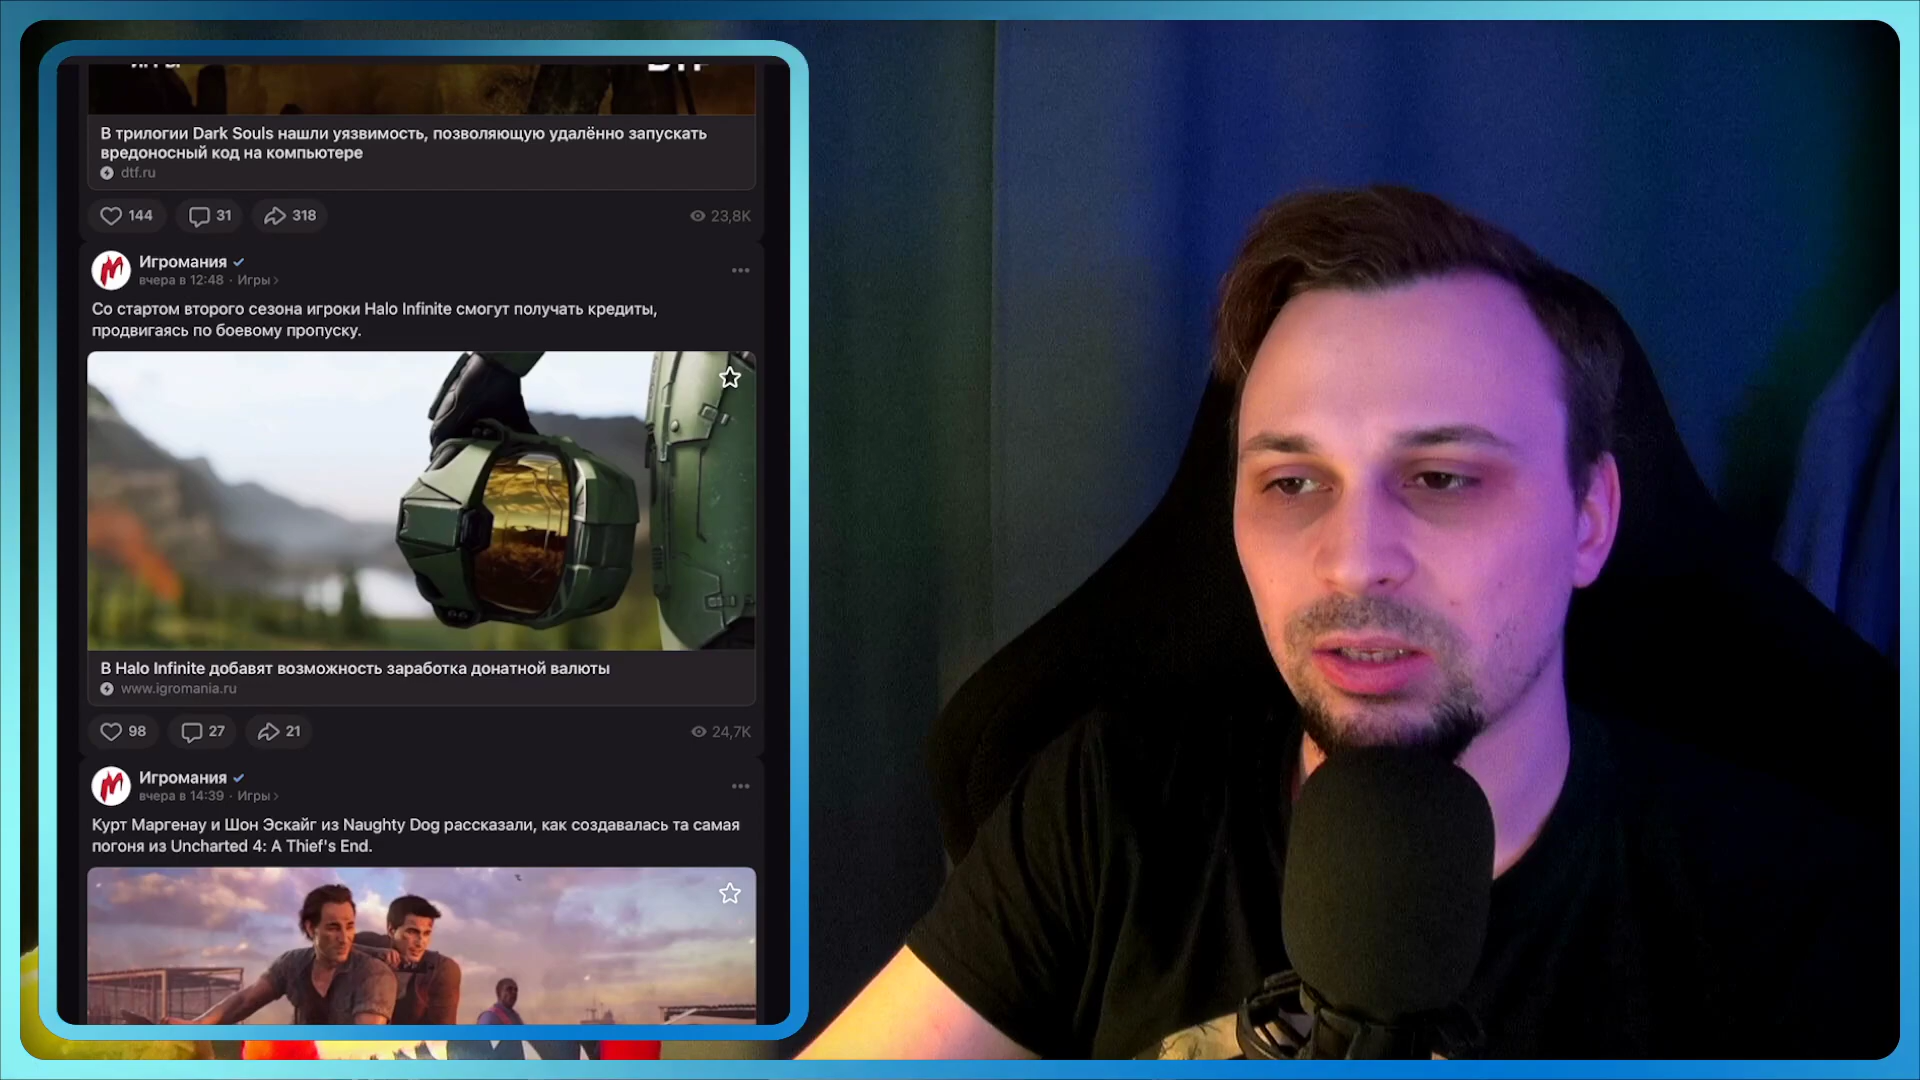 ИГРЫ
DTF
В трилогии Dark Souls нашли уязвимость, позволяющую удалённо запускать
вредоносный код на компьютере
dtf.ru
144 31 318 23,8K
Игромания
вчера в 12:48 · Игры ›
Со стартом второго сезона игроки Halo Infinite смогут получать кредиты,
продвигаясь по боевому пропуску.
В Halo Infinite добавят возможность заработка донатной валюты
www.igromania.ru
98 27 21 24,7K
Игромания
вчера в 14:39 · Игры ›
Курт Маргенау и Шон Эскайг из Naughty Dog рассказали, как создавалась та самая
погоня из Uncharted 4: A Thief's End.